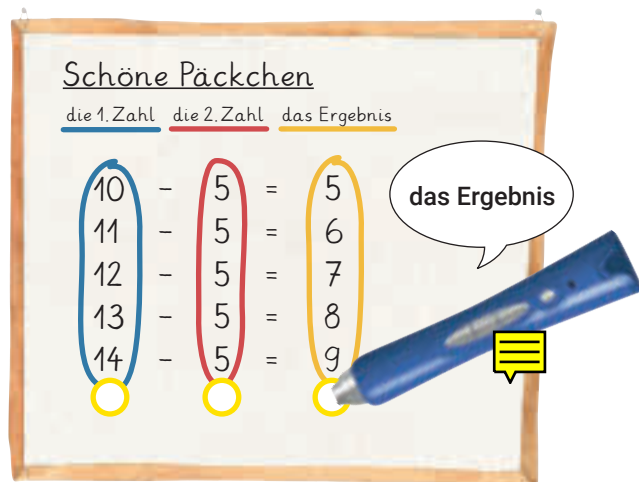 Schöne Päckchen
die 1. Zahl die 2. Zahl das Ergebnis
10 - 5 = 5
11 - 5 = 6
12 - 5 = 7
13 - 5 = 8
14 - 5 = 9
das Ergebnis